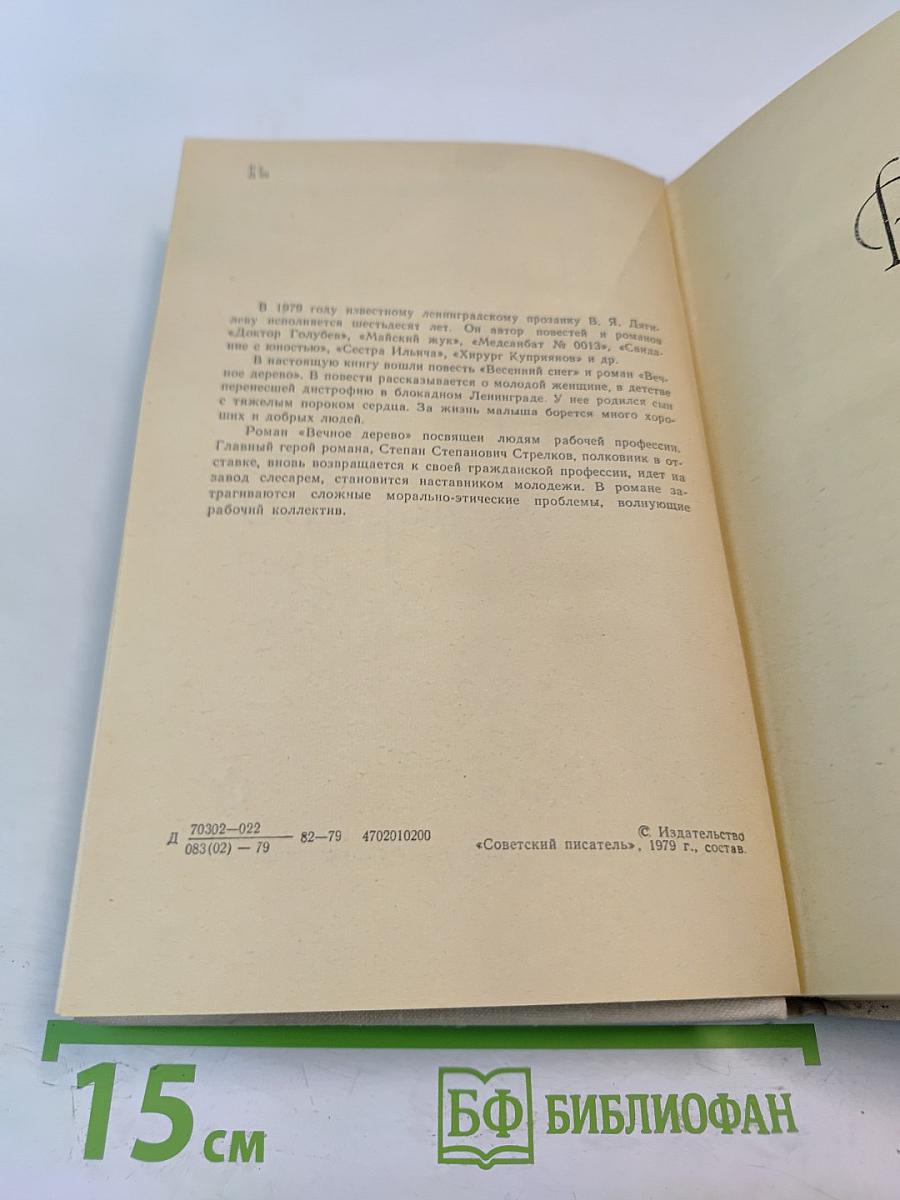 В 1979 году известному ленинградскому прозаику В. Я. Дяги-
леву исполняется шестьдесят лет. Он автор повестей и романов
«Доктор Голубев», «Майский жук», «Медсанбат № 0013», «Свида-
ние с юностью», «Сестра Ильича», «Хирург Куприянов» и др.
В настоящую книгу вошли повесть «Весенний снег» и роман «Веч-
ное дерево». В повести рассказывается о молодой женщине, в детстве
перенесшей дистрофию в блокадном Ленинграде. У нее родился сын
с тяжелым пороком сердца. За жизнь малыша борется много хоро-
ших и добрых людей.
Роман «Вечное дерево» посвящен людям рабочей профессии.
Главный герой романа, Степан Степанович Стрелков, полковник в от-
ставке, вновь возвращается к своей гражданской профессии, идет на
завод слесарем, становится наставником молодежи. В романе за-
трагиваются сложные морально-этические проблемы, волнующие
рабочий коллектив.
Д 70302—022
083(02) — 79
82—79 4702010200
© Издательство
«Советский писатель», 1979 г., состав.
15 см
БФ БИБЛИОФАН